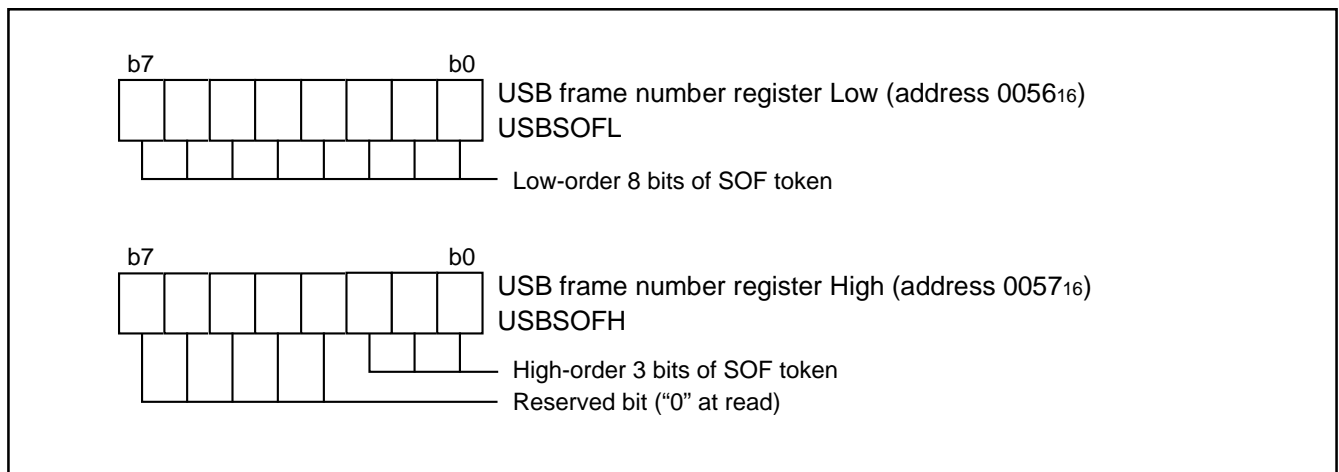 b7 b0
USB frame number register Low (address 005616)
USBSOFL
Low-order 8 bits of SOF token
b7 b0
USB frame number register High (address 005716)
USBSOFH
High-order 3 bits of SOF token
Reserved bit (“0” at read)